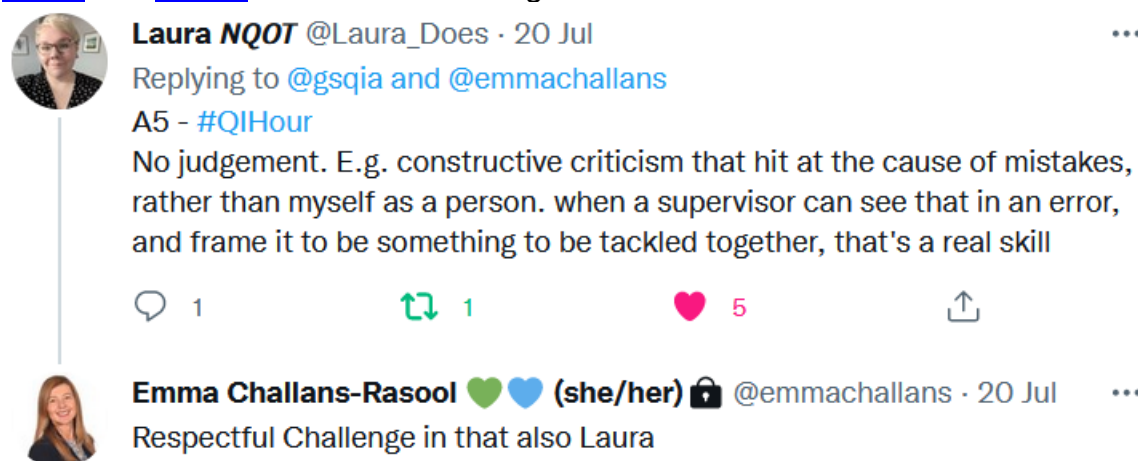 Laura NQOT @Laura_Does · 20 Jul
Replying to @gsqia and @emmachallans
A5 - #QIHour
No judgement. E.g. constructive criticism that hit at the cause of mistakes,
rather than myself as a person. when a supervisor can see that in an error,
and frame it to be something to be tackled together, that's a real skill
1 1 5
Emma Challans-Rasool 💚💙 (she/her) 🔒 @emmachallans · 20 Jul
Respectful Challenge in that also Laura